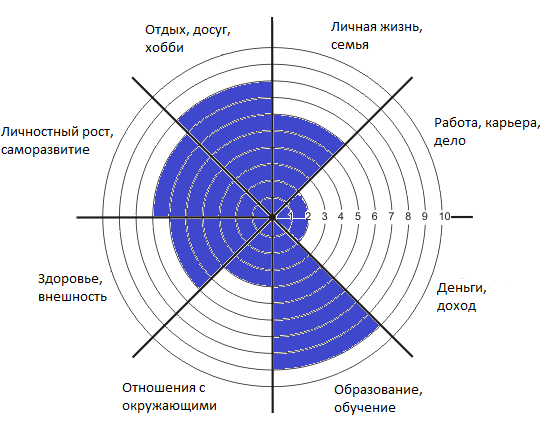 Отдых, досуг,
хобби
Личная жизнь,
семья
Личностный рост,
саморазвитие
Работа, карьера,
дело
1 2 3 4 5 6 7 8 9 10
Здоровье,
внешность
Деньги,
доход
Отношения с
окружающими
Образование,
обучение